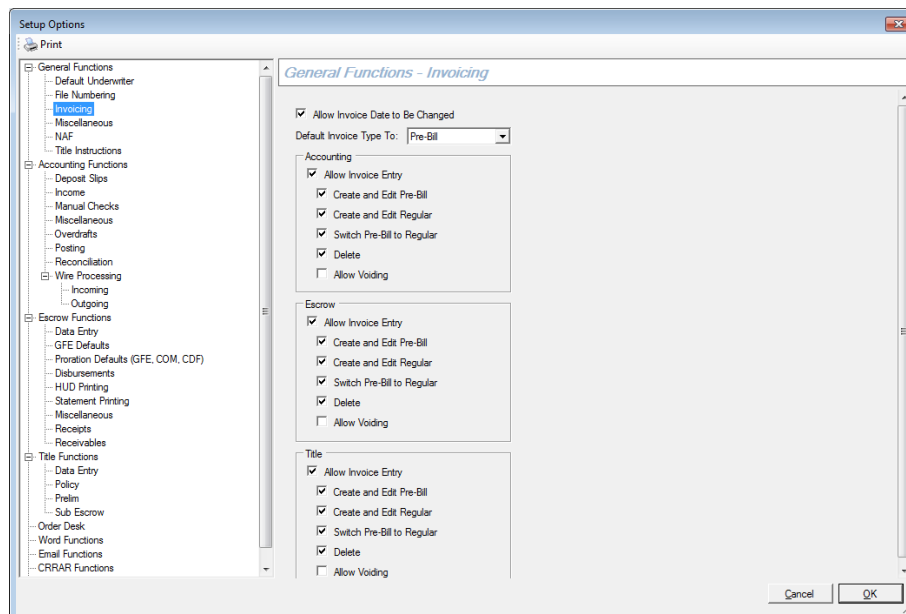 Setup Options
Print
General Functions
Default Underwriter
File Numbering
Invoicing
Miscellaneous
NAF
Title Instructions
Accounting Functions
Deposit Slips
Income
Manual Checks
Miscellaneous
Overdrafts
Posting
Reconciliation
Wire Processing
Incoming
Outgoing
Escrow Functions
Data Entry
GFE Defaults
Proration Defaults (GFE, COM, CDF)
Disbursements
HUD Printing
Statement Printing
Miscellaneous
Receipts
Receivables
Title Functions
Data Entry
Policy
Prelim
Sub Escrow
Order Desk
Word Functions
Email Functions
CRRAR Functions
General Functions - Invoicing
Allow Invoice Date to be Changed
Default Invoice Type To: Pre-Bill
Accounting
Allow Invoice Entry
Create and Edit Pre-Bill
Create and Edit Regular
Switch Pre-Bill to Regular
Delete
Allow Voiding
Escrow
Allow Invoice Entry
Create and Edit Pre-Bill
Create and Edit Regular
Switch Pre-Bill to Regular
Delete
Allow Voiding
Title
Allow Invoice Entry
Create and Edit Pre-Bill
Create and Edit Regular
Switch Pre-Bill to Regular
Delete
Allow Voiding
Cancel OK